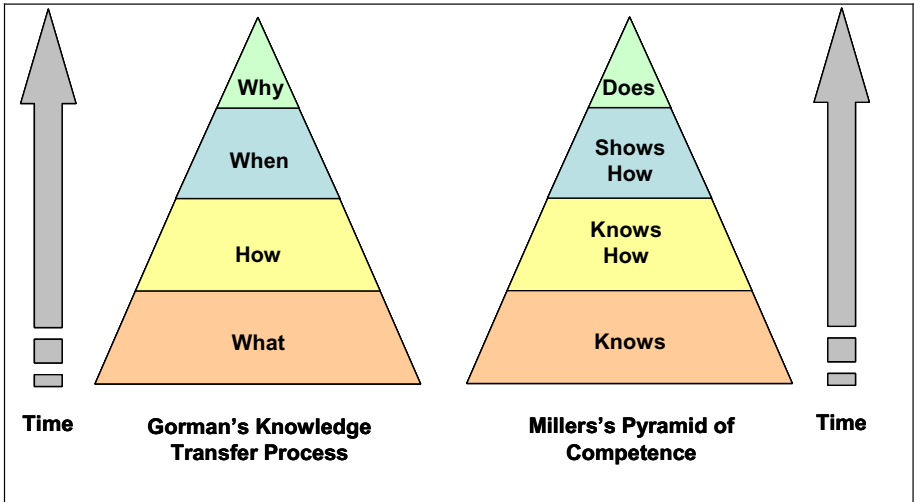 Why
When
How
What
Does
Shows
How
Knows
How
Knows
Time
Gorman's Knowledge
Transfer Process
Millers's Pyramid of
Competence
Time